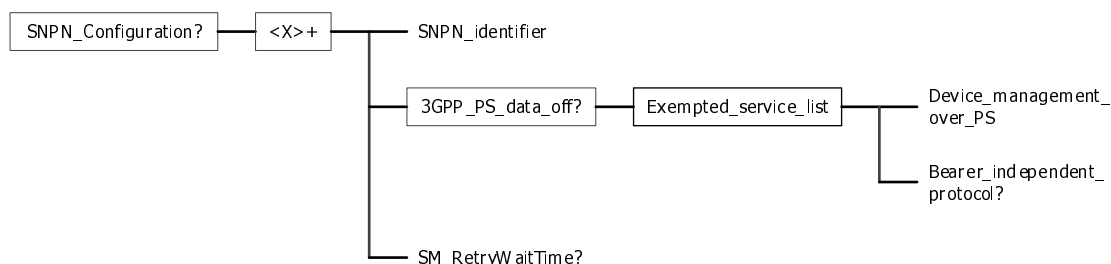 SNPN_Configuration?
<X>+
SNPN_identifier
3GPP_PS_data_off?
Exempted_service_list
Device_management_
over_PS
Bearer_independent_
protocol?
SM_RetryWaitTime?